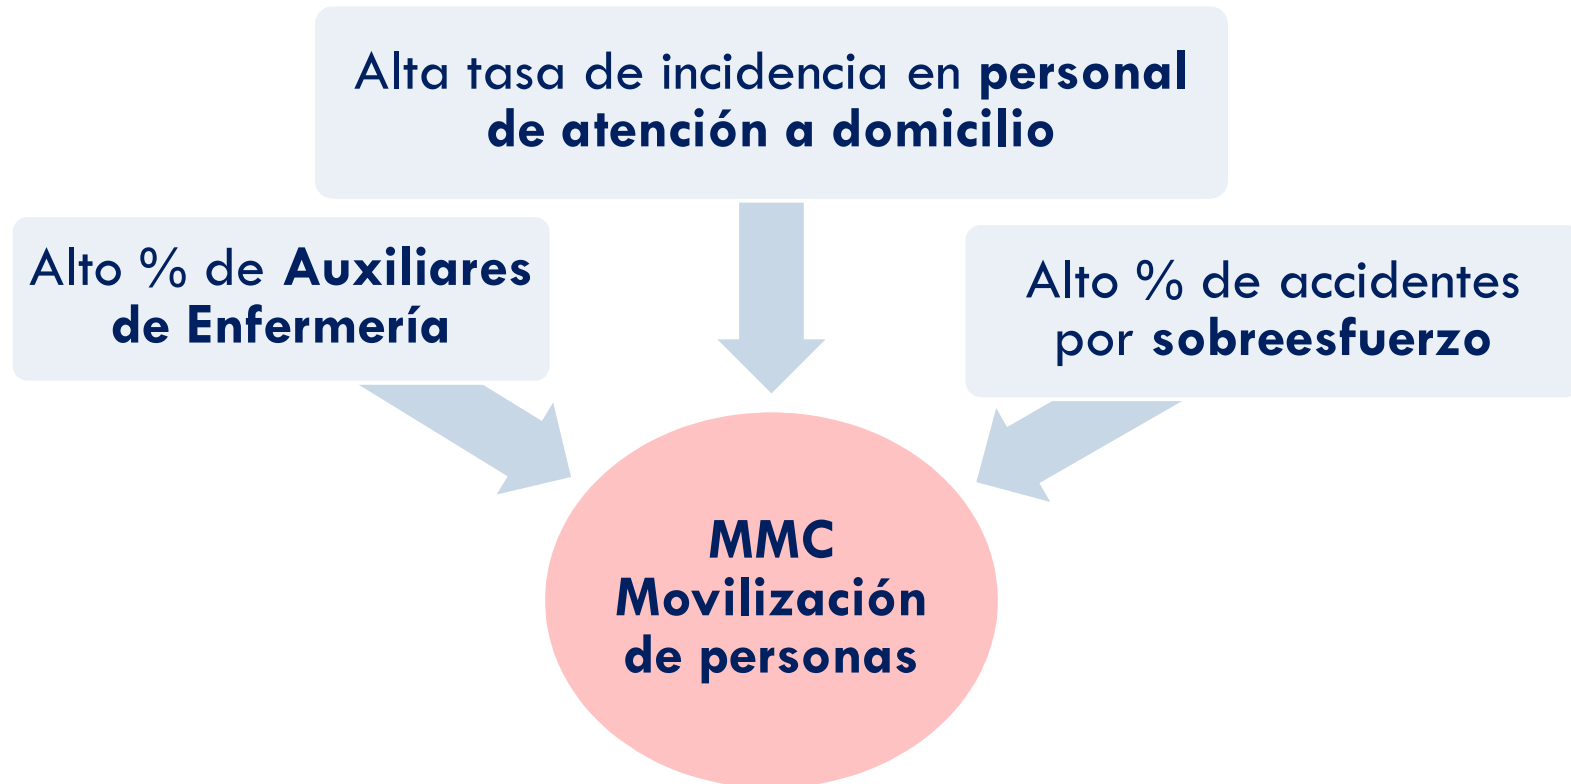 Alta tasa de incidencia en personal
de atención a domicilio
Alto % de Auxiliares
de Enfermería
Alto % de accidentes
por sobreesfuerzo
MMC
Movilización
de personas